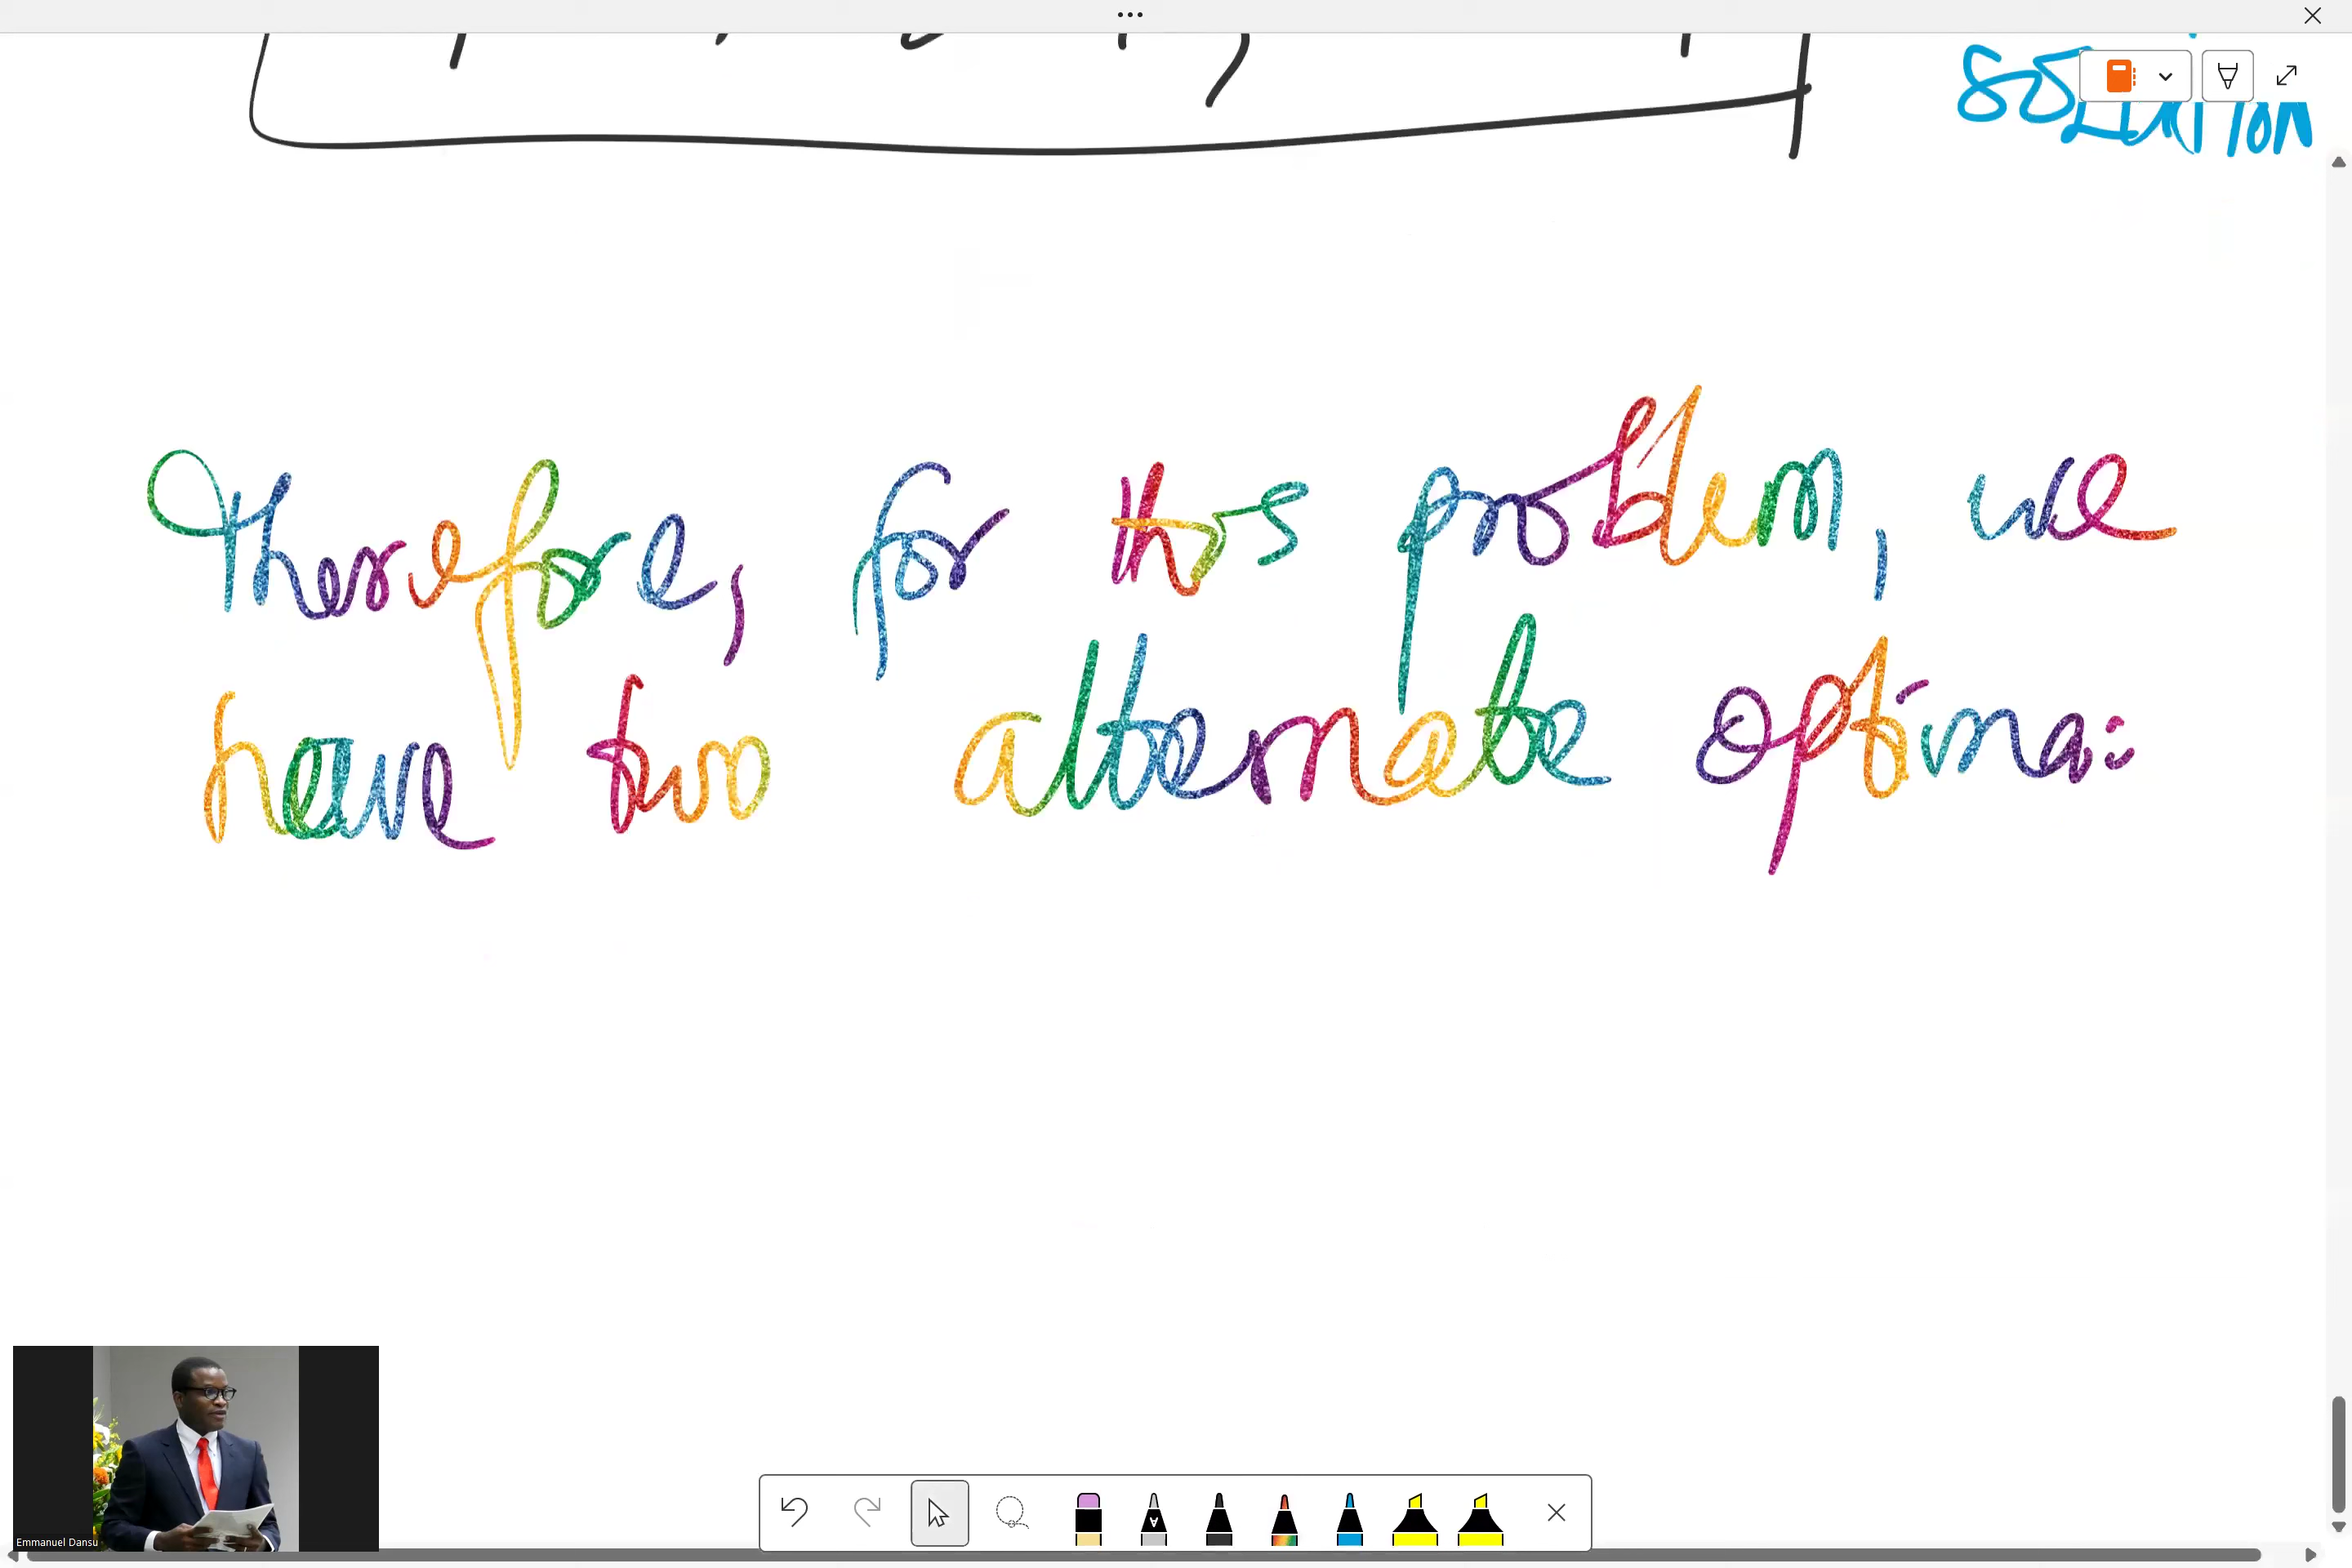 solution
Therefore, for this problem, we
have two alternate optima:
Emmanuel Dansu